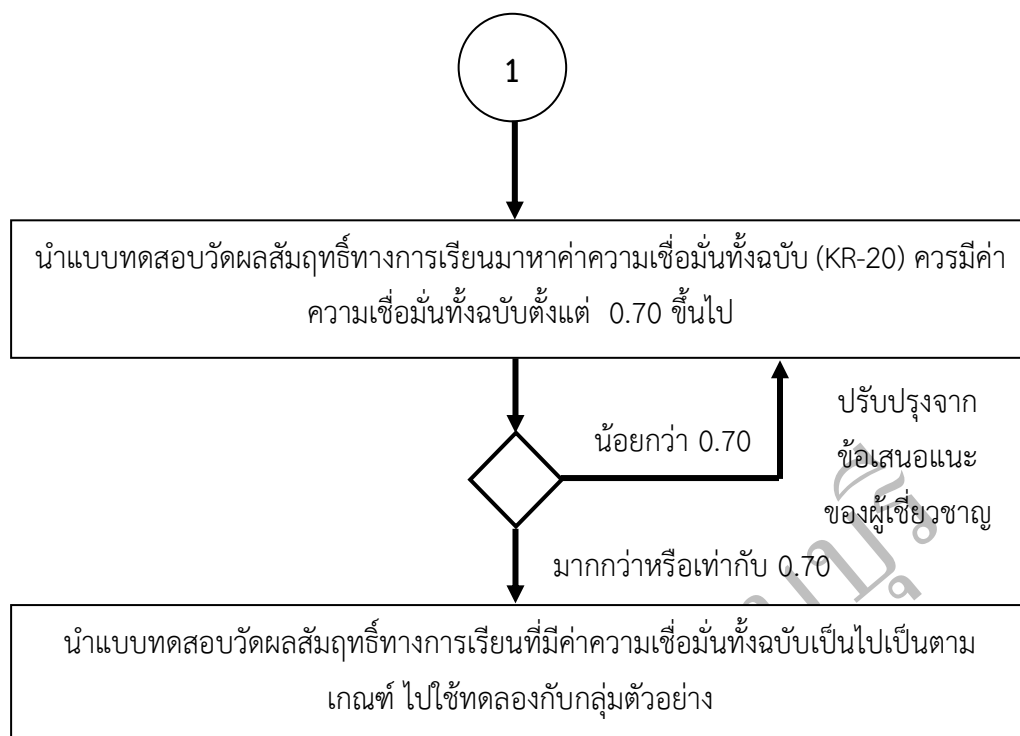 1
นำแบบทดสอบวัดผลสัมฤทธิ์ทางการเรียนมาหาค่าความเชื่อมั่นทั้งฉบับ (KR-20) ควรมีค่า
ความเชื่อมั่นทั้งฉบับตั้งแต่ 0.70 ขึ้นไป
น้อยกว่า 0.70
ปรับปรุงจาก
ข้อเสนอแนะ
ของผู้เชี่ยวชาญ
มากกว่าหรือเท่ากับ 0.70
นำแบบทดสอบวัดผลสัมฤทธิ์ทางการเรียนที่มีค่าความเชื่อมั่นทั้งฉบับเป็นไปเป็นตาม
เกณฑ์ ไปใช้ทดลองกับกลุ่มตัวอย่าง